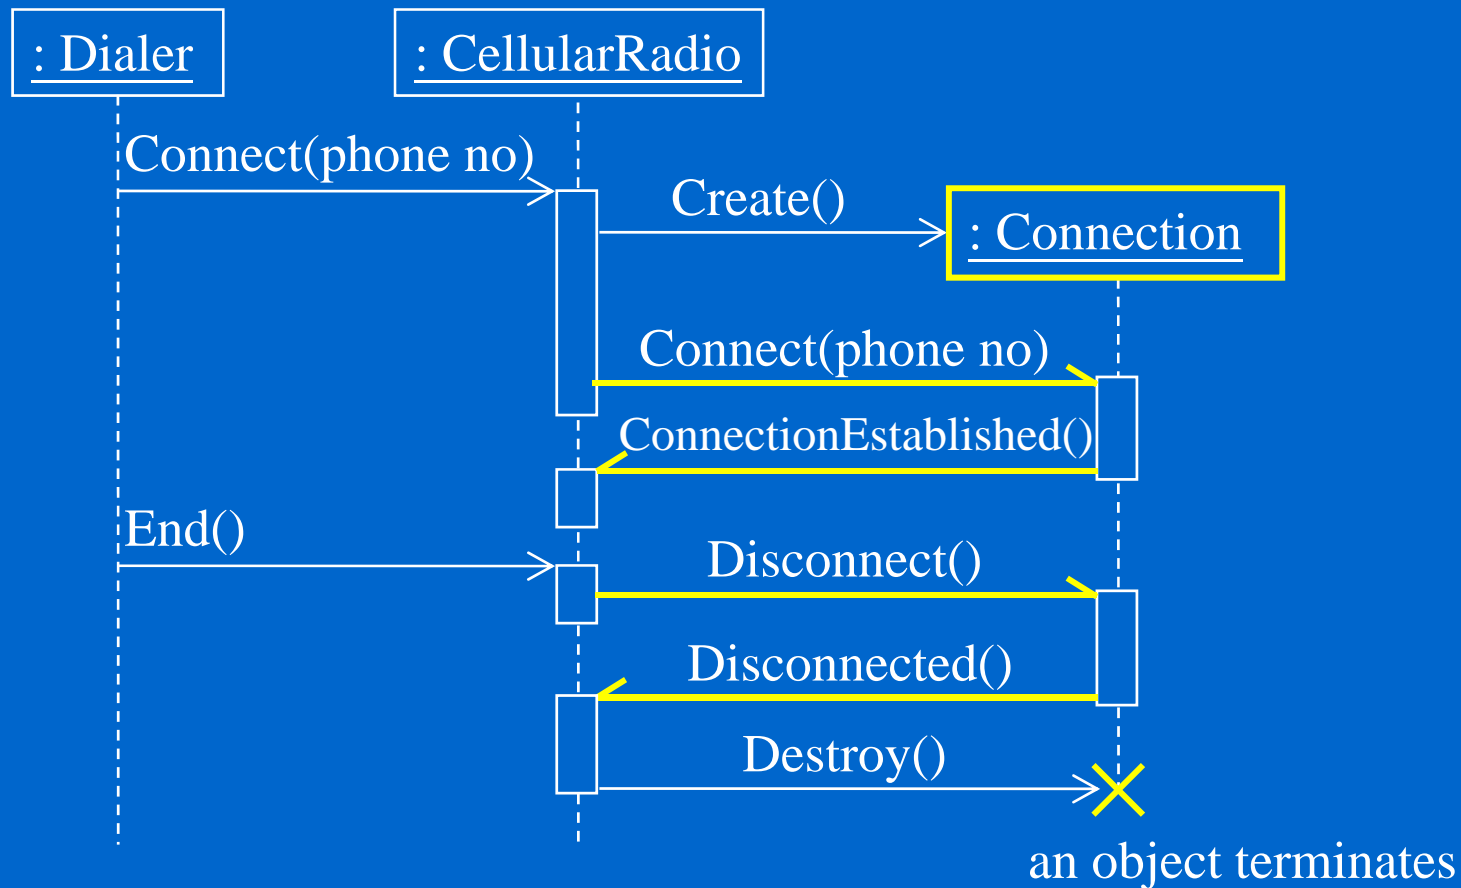 : Dialer
: CellularRadio
Connect(phone no)
Create()
: Connection
Connect(phone no)
ConnectionEstablished()
End()
Disconnect()
Disconnected()
Destroy()
an object terminates